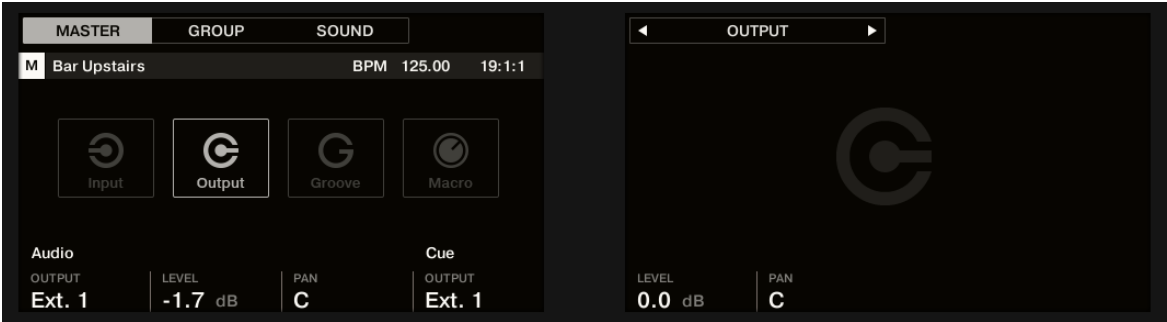 MASTER GROUP SOUND
M Bar Upstairs BPM 125.00 19:1:1
Input Output Groove Macro
Audio Cue
OUTPUT LEVEL PAN OUTPUT
Ext. 1 -1.7 dB C Ext. 1
OUTPUT
LEVEL PAN
0.0 dB C